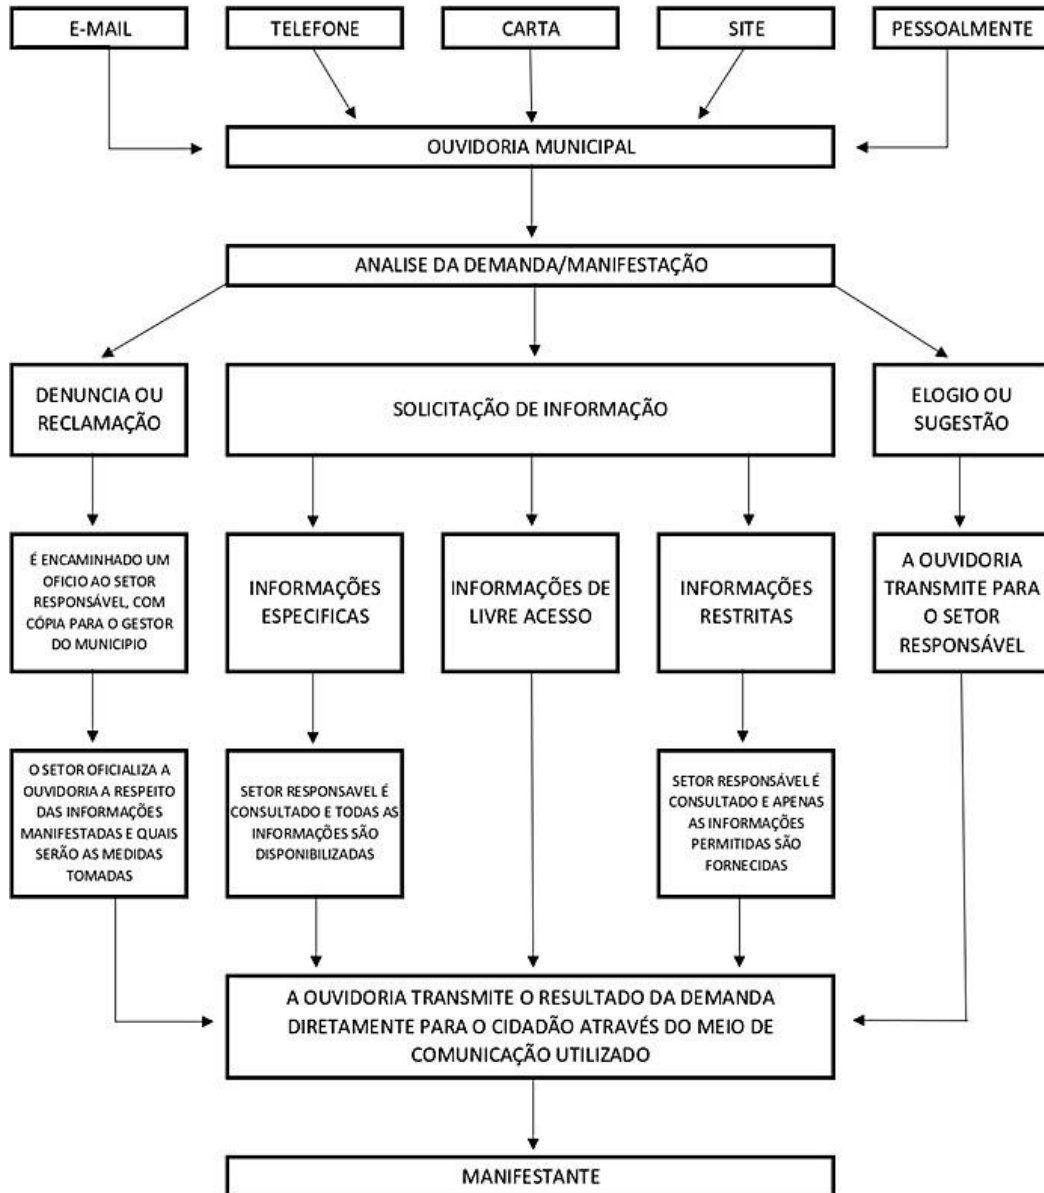 E-MAIL
TELEFONE
CARTA
SITE
PESSOALMENTE
OUVIDORIA MUNICIPAL
ANALISE DA DEMANDA/MANIFESTAÇÃO
DENUNCIA OU
RECLAMAÇÃO
SOLICITAÇÃO DE INFORMAÇÃO
ELOGIO OU
SUGESTÃO
É ENCAMINHADO UM
OFICIO AO SETOR
RESPONSÁVEL, COM
CÓPIA PARA O GESTOR
DO MUNICIPIO
INFORMAÇÕES
ESPECIFICAS
INFORMAÇÕES DE
LIVRE ACESSO
INFORMAÇÕES
RESTRITAS
A OUVIDORIA
TRANSMITE PARA
O SETOR
RESPONSÁVEL
O SETOR OFICIALIZA A
OUVIDORIA A RESPEITO
DAS INFORMAÇÕES
MANIFESTADAS E QUAIS
SERÃO AS MEDIDAS
TOMADAS
SETOR RESPONSAVEL É
CONSULTADO E TODAS AS
INFORMAÇÕES SÃO
DISPONIBILIZADAS
SETOR RESPONSÁVEL É
CONSULTADO E APENAS
AS INFORMAÇÕES
PERMITIDAS SÃO
FORNECIDAS
A OUVIDORIA TRANSMITE O RESULTADO DA DEMANDA
DIRETAMENTE PARA O CIDADÃO ATRAVÉS DO MEIO DE
COMUNICAÇÃO UTILIZADO
MANIFESTANTE